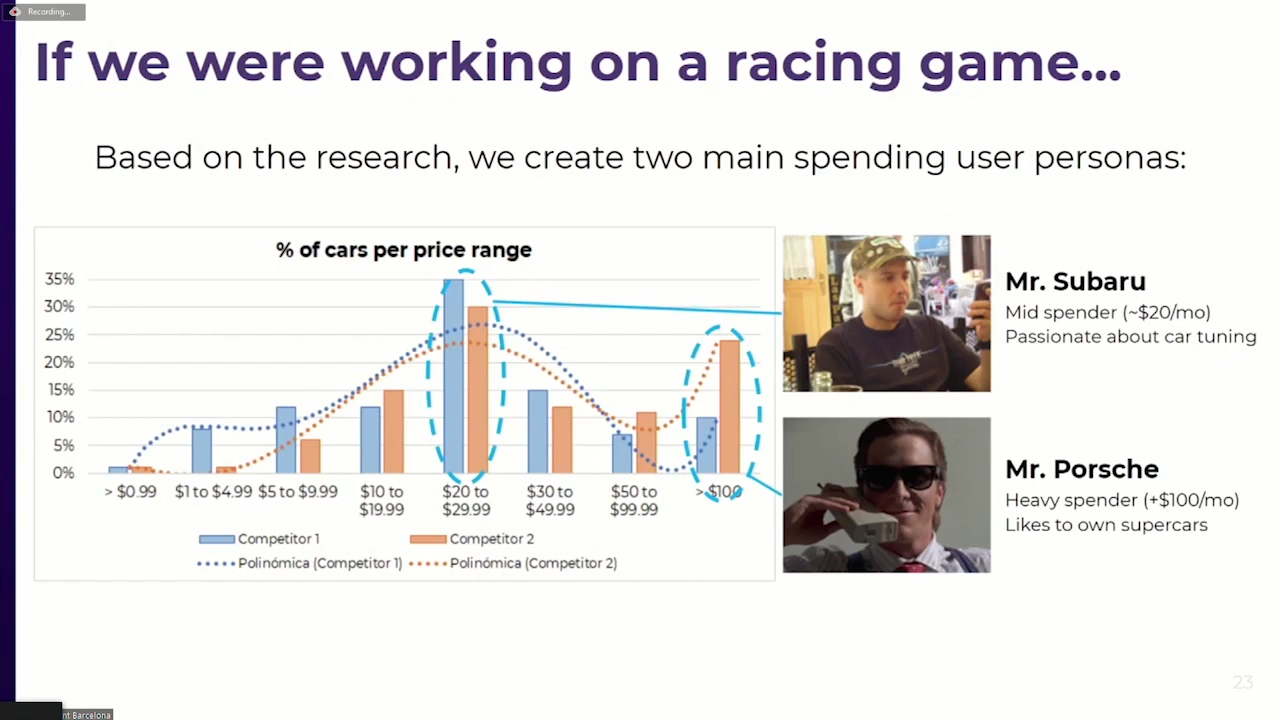 Recording...
If we were working on a racing game...
Based on the research, we create two main spending user personas:
% of cars per price range
35%
30%
25%
20%
15%
10%
5%
0%
> $0.99
$1 to $4.99
$5 to $9.99
$10 to
$19.99
$20 to
$29.99
$30 to
$49.99
$50 to
$99.99
> $100
Competitor 1
Competitor 2
Polinómica (Competitor 1)
Polinómica (Competitor 2)
Mr. Subaru
Mid spender (~$20/mo)
Passionate about car tuning
Mr. Porsche
Heavy spender (+$100/mo)
Likes to own supercars
23
Barcelona